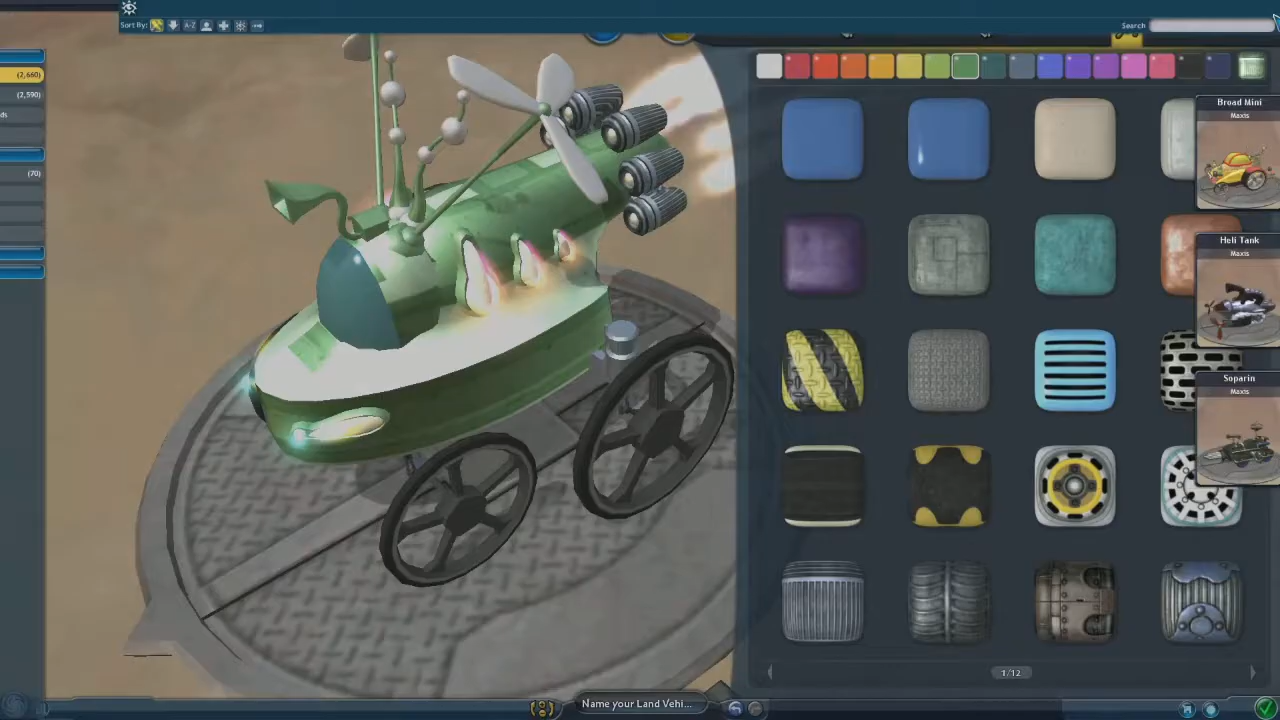 Sort By:
A-Z
Search
(2,660)
(2,590)
ds
(70)
Broad Mini
Maxis
Heli Tank
Maxis
Soparin
Maxis
1/12
Name your Land Vehi...